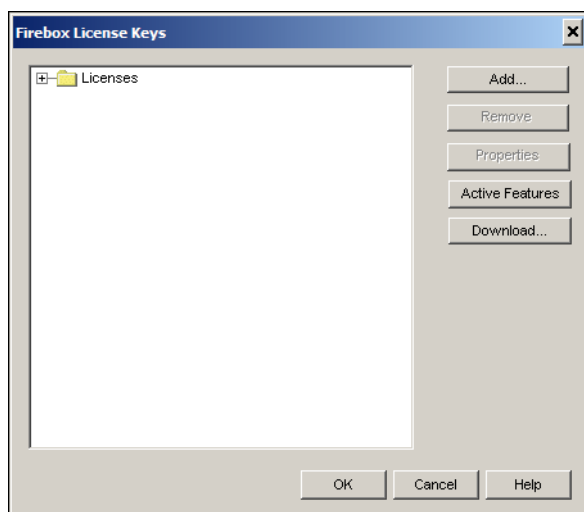 Firebox License Keys
Licenses
Add...
Remove
Properties
Active Features
Download...
OK
Cancel
Help